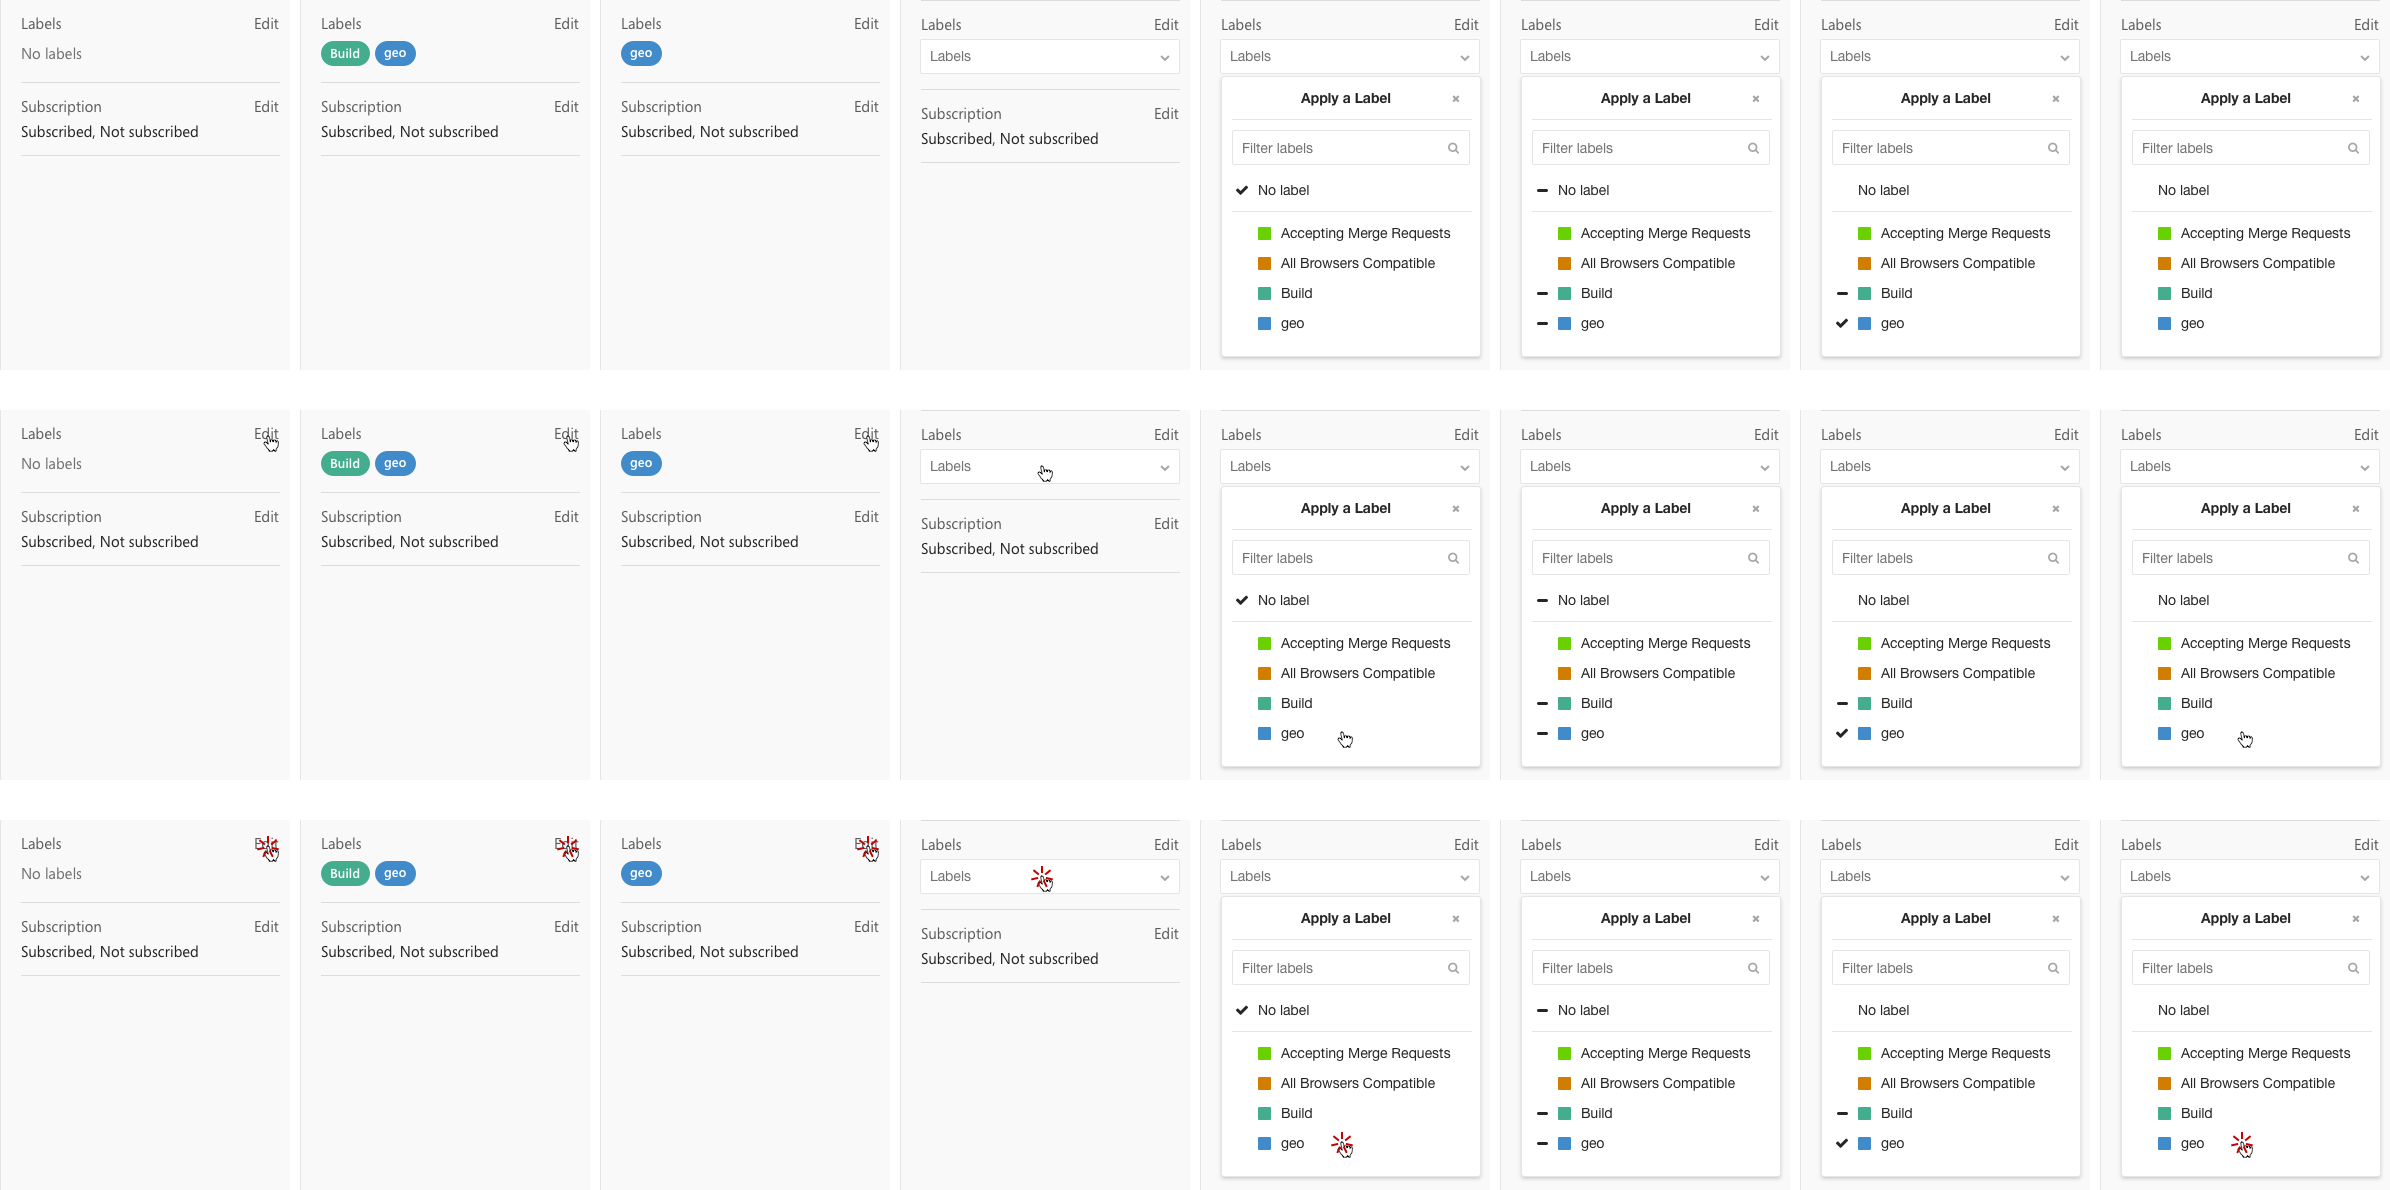 Labels Edit
No labels
Subscription Edit
Subscribed, Not subscribed
Labels Edit
Build geo
Subscription Edit
Subscribed, Not subscribed
Labels Edit
geo
Subscription Edit
Subscribed, Not subscribed
Labels Edit
Labels
Subscription Edit
Subscribed, Not subscribed
Labels Edit
Labels
Apply a Label
Filter labels
No label
Accepting Merge Requests
All Browsers Compatible
Build
geo
Labels Edit
Labels
Apply a Label
Filter labels
No label
Accepting Merge Requests
All Browsers Compatible
Build
geo
Labels Edit
Labels
Apply a Label
Filter labels
No label
Accepting Merge Requests
All Browsers Compatible
Build
geo
Labels Edit
Labels
Apply a Label
Filter labels
No label
Accepting Merge Requests
All Browsers Compatible
Build
geo
Labels Edit
No labels
Subscription Edit
Subscribed, Not subscribed
Labels Edit
Build geo
Subscription Edit
Subscribed, Not subscribed
Labels Edit
geo
Subscription Edit
Subscribed, Not subscribed
Labels Edit
Labels
Subscription Edit
Subscribed, Not subscribed
Labels Edit
Labels
Apply a Label
Filter labels
No label
Accepting Merge Requests
All Browsers Compatible
Build
geo
Labels Edit
Labels
Apply a Label
Filter labels
No label
Accepting Merge Requests
All Browsers Compatible
Build
geo
Labels Edit
Labels
Apply a Label
Filter labels
No label
Accepting Merge Requests
All Browsers Compatible
Build
geo
Labels Edit
Labels
Apply a Label
Filter labels
No label
Accepting Merge Requests
All Browsers Compatible
Build
geo
Labels Edit
No labels
Subscription Edit
Subscribed, Not subscribed
Labels Edit
Build geo
Subscription Edit
Subscribed, Not subscribed
Labels Edit
geo
Subscription Edit
Subscribed, Not subscribed
Labels Edit
Labels
Subscription Edit
Subscribed, Not subscribed
Labels Edit
Labels
Apply a Label
Filter labels
No label
Accepting Merge Requests
All Browsers Compatible
Build
geo
Labels Edit
Labels
Apply a Label
Filter labels
No label
Accepting Merge Requests
All Browsers Compatible
Build
geo
Labels Edit
Labels
Apply a Label
Filter labels
No label
Accepting Merge Requests
All Browsers Compatible
Build
geo
Labels Edit
Labels
Apply a Label
Filter labels
No label
Accepting Merge Requests
All Browsers Compatible
Build
geo